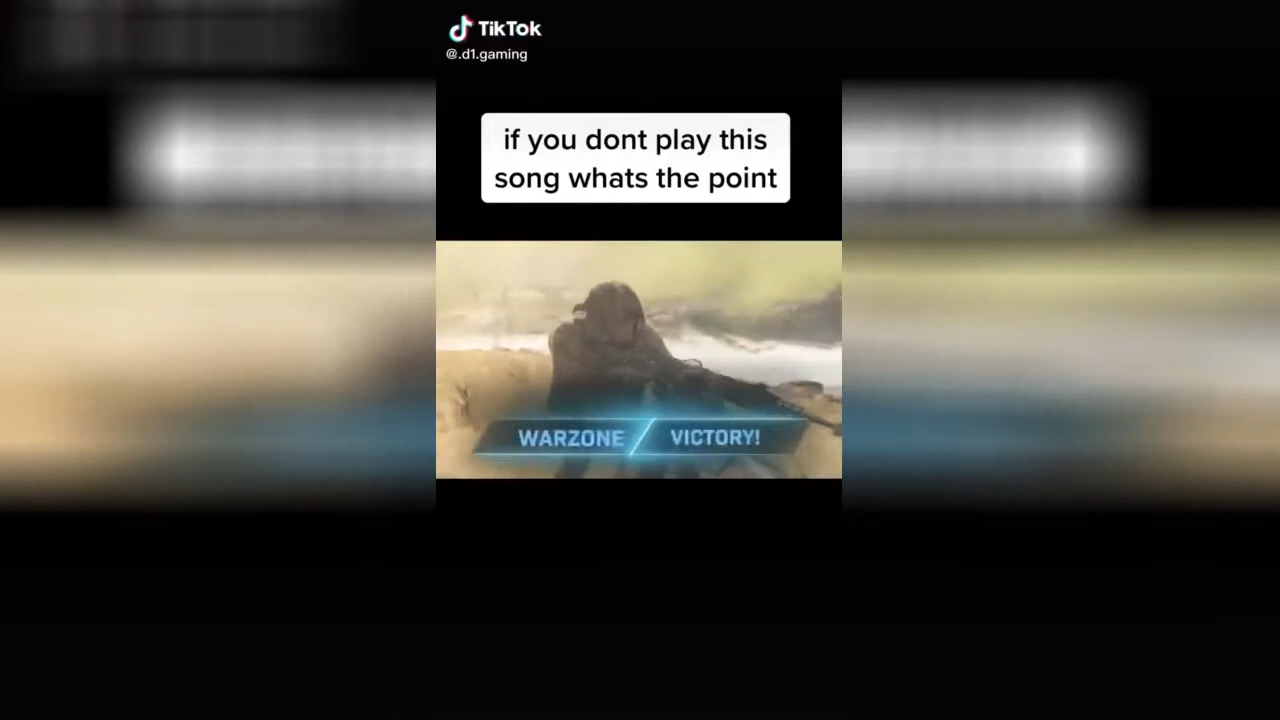 TikTok
@.d1.gaming
if you dont play this
song whats the point
WARZONE VICTORY!